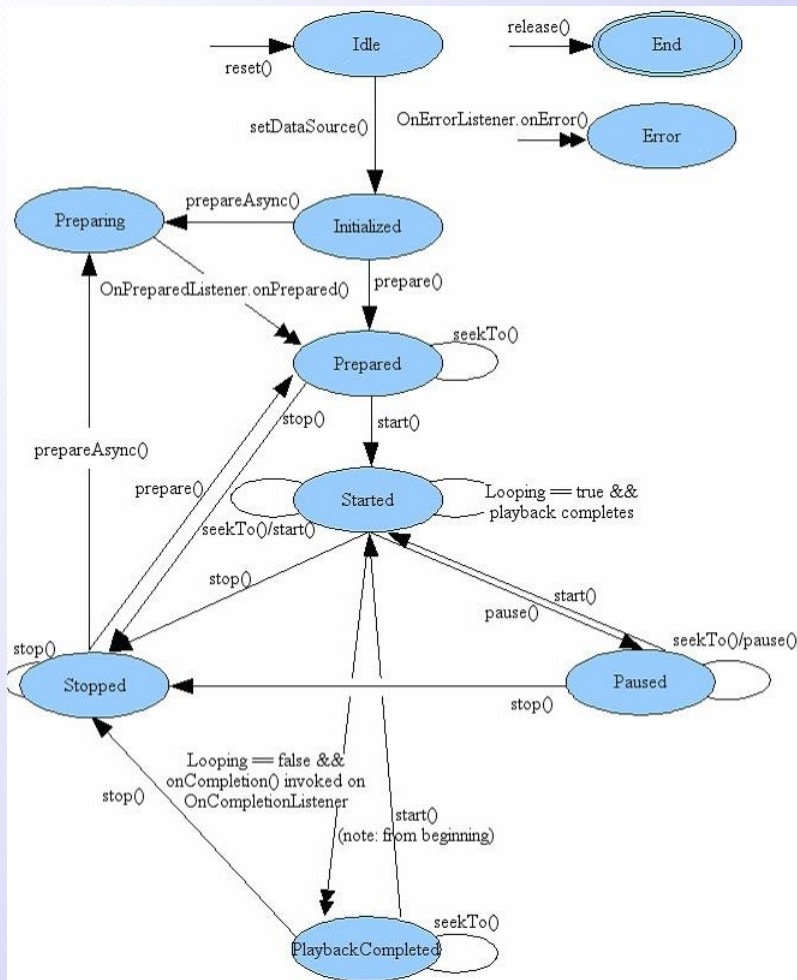 Idle
release()
End
reset()
setDataSource()
OnErrorListener.onError()
Error
Preparing
prepareAsync()
Initialized
OnPreparedListener.onPrepared()
prepare()
Prepared
seekTo()
stop()
start()
prepareAsync()
prepare()
Started
Looping == true &&
playback completes
seekTo()/start()
stop()
start()
pause()
stop()
Stopped
seekTo()/pause()
Paused
stop()
Looping == false &&
onCompletion() invoked on
OnCompletionListener
stop()
start()
(note: from beginning)
PlaybackCompleted
seekTo()